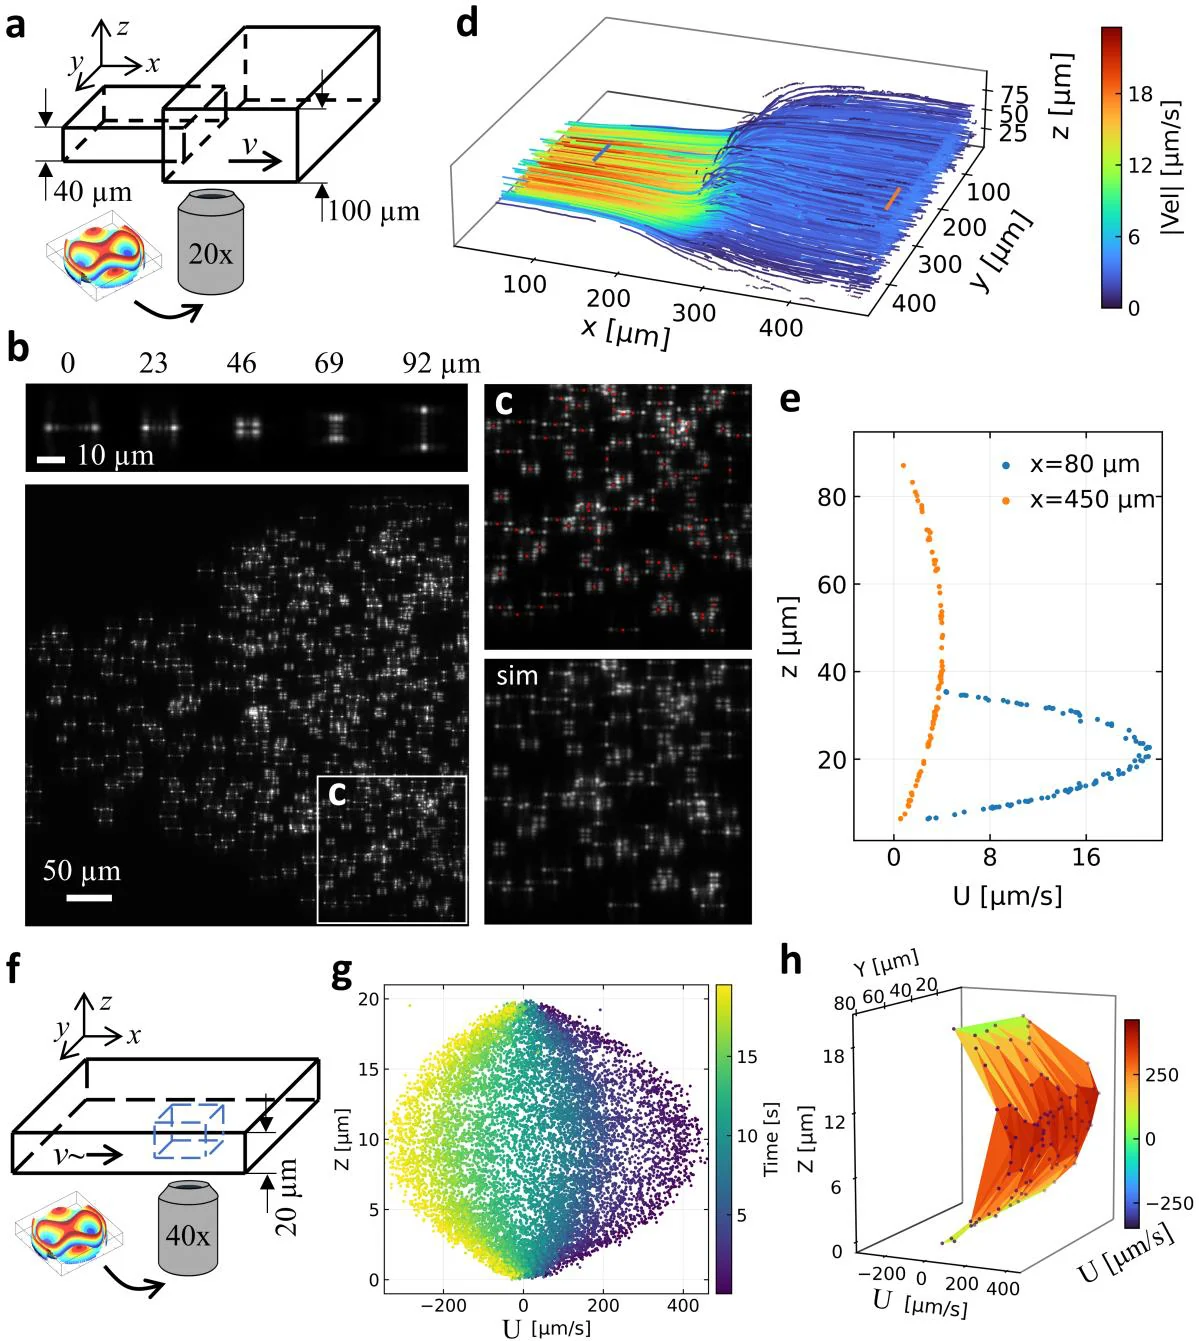 a
z
y
x
v
40 µm
100 µm
20x
b
0 23 46 69 92 µm
10 µm
c
50 µm
c
sim
d
75
50
25
z [µm]
100
200
300
400
y [µm]
100
200
300
400
x [µm]
18
12
6
0
|Vel| [µm/s]
e
x=80 µm
x=450 µm
80
60
40
20
z [µm]
0 8 16
U [µm/s]
f
z
y
x
v~
20 µm
40x
g
20
15
10
5
0
Z [µm]
−200 0 200 400
U [µm/s]
15
10
5
Time [s]
h
Y [µm]
80 60 40 20
18
12
6
0
Z [µm]
−200 0 200 400
U [µm/s]
250
0
−250
U [µm/s]